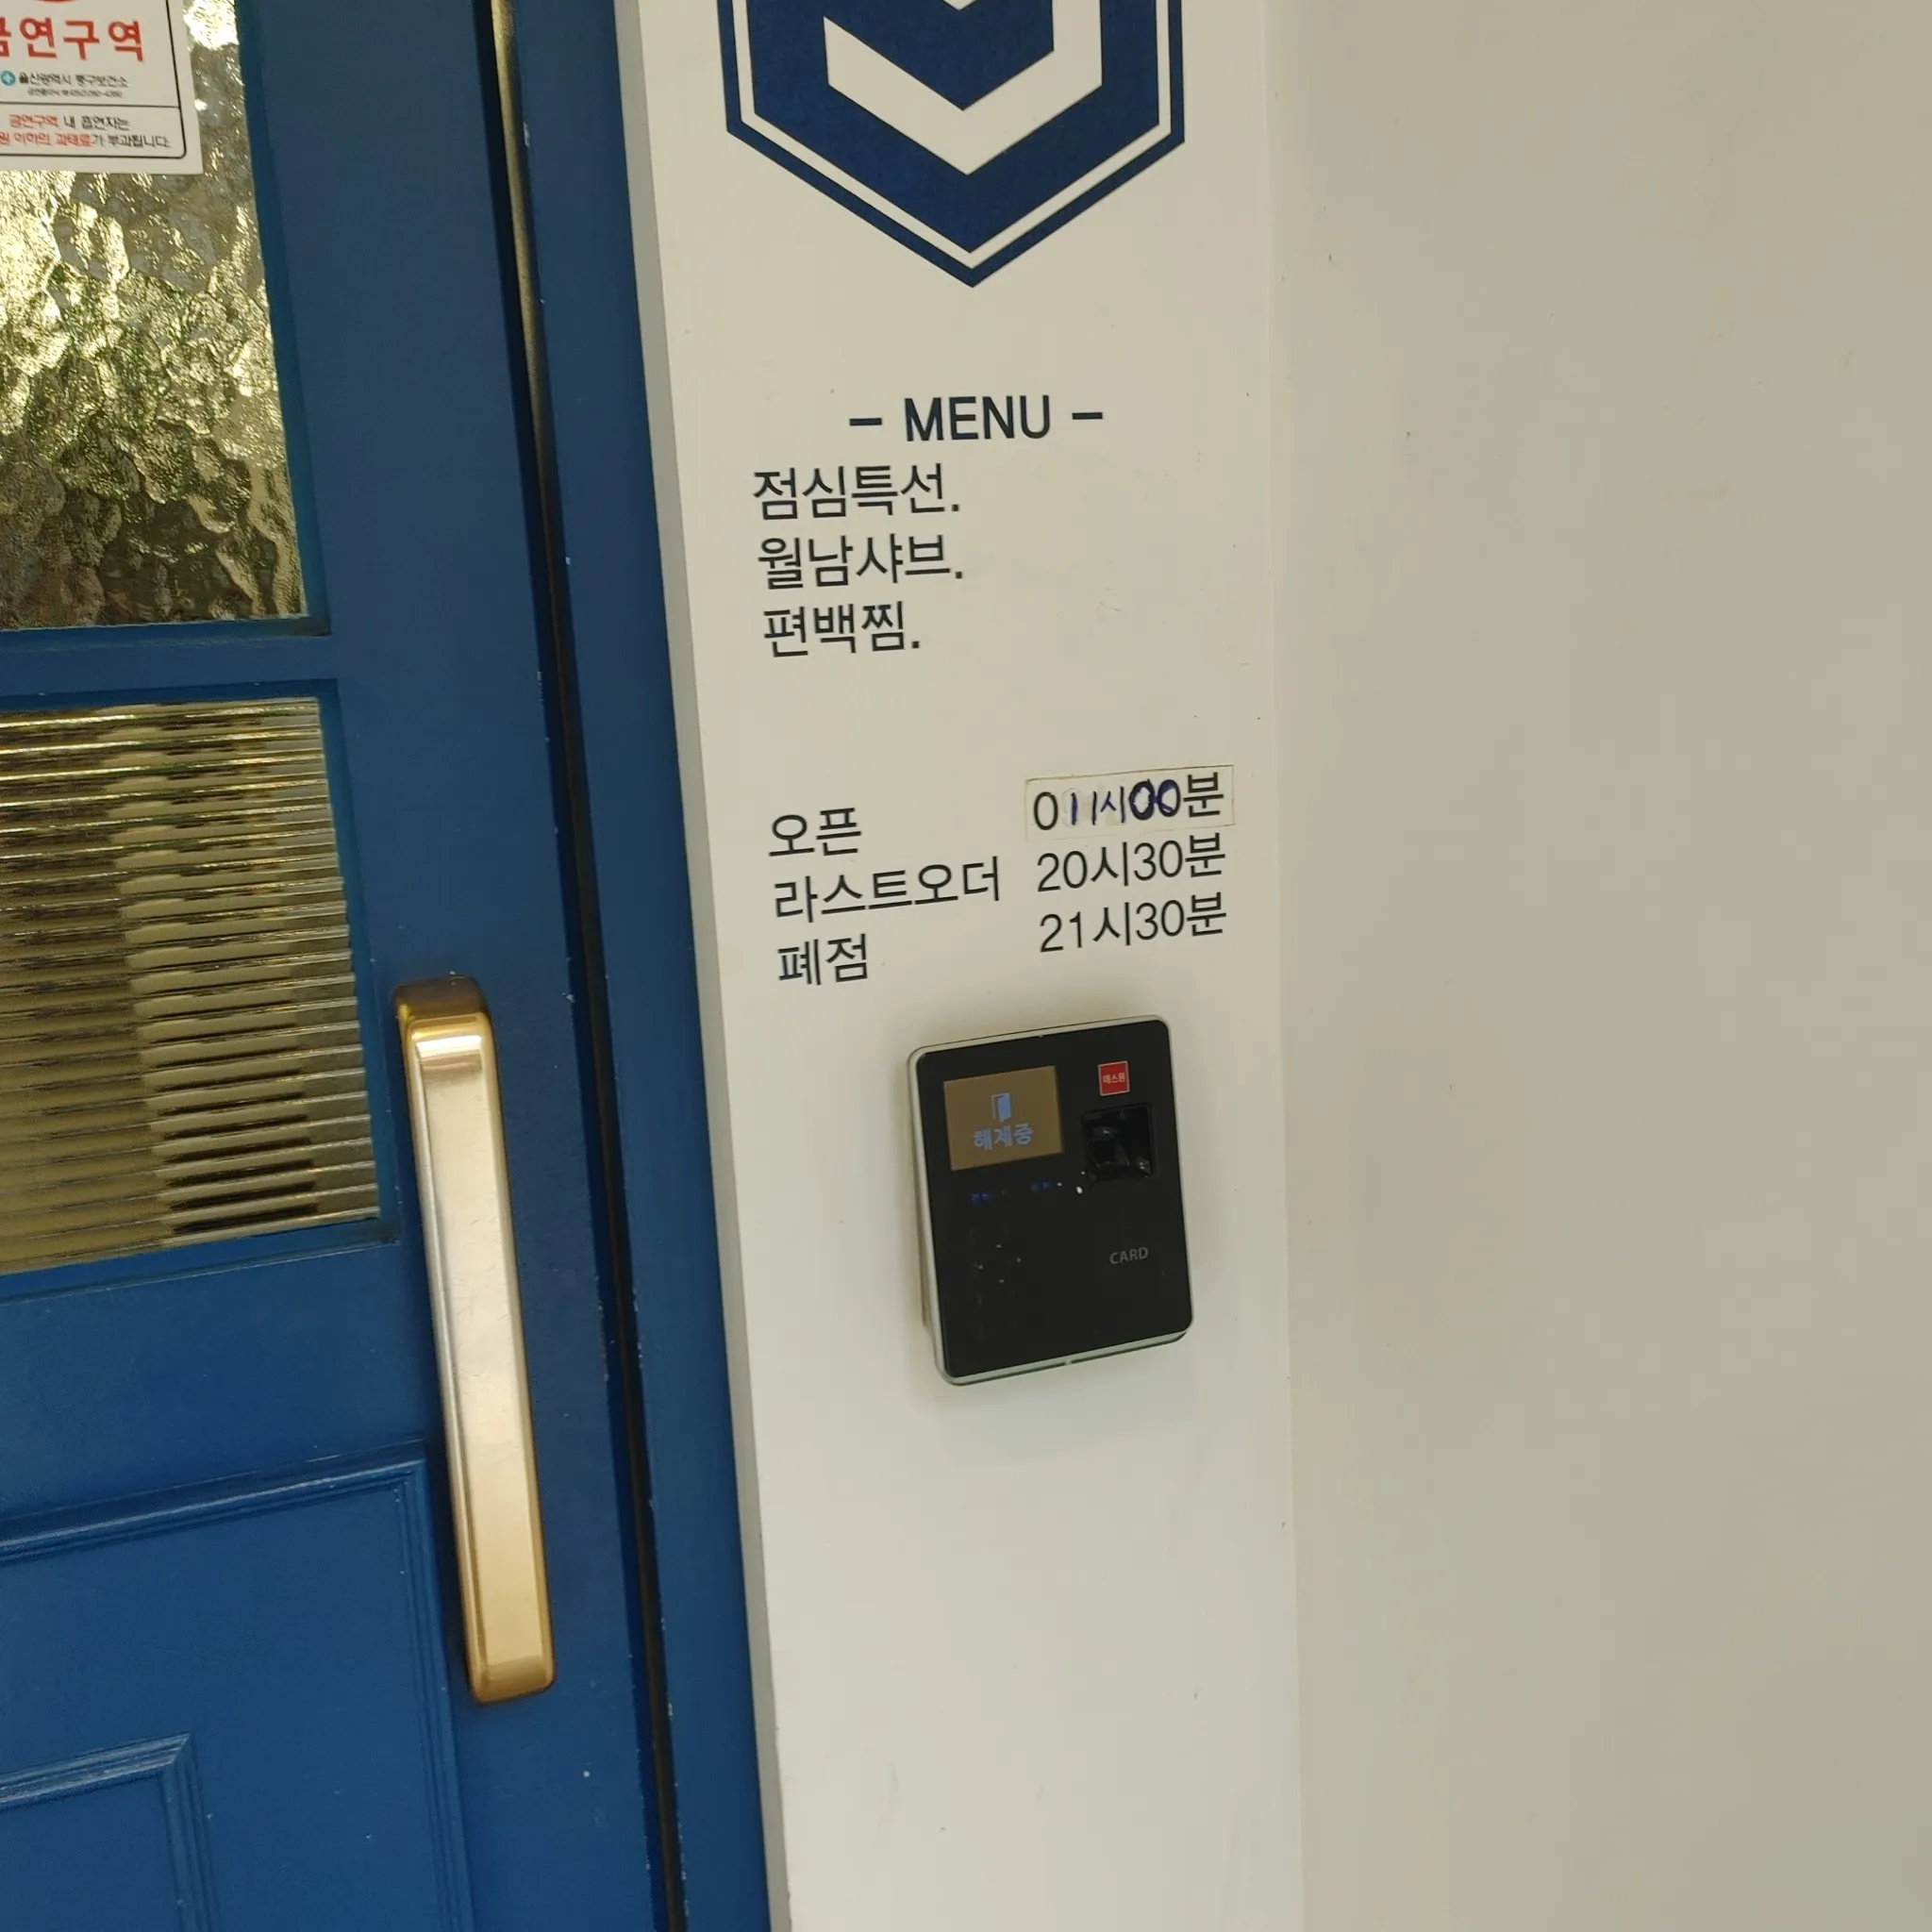 금연구역
울산광역시 중구보건소
금연구역 내 흡연자는
원 이하의 과태료가 부과됩니다.
- MENU -
점심특선.
월남샤브.
편백찜.
오픈 011시00분
라스트오더 20시30분
폐점 21시30분
에스원
해제중
CARD